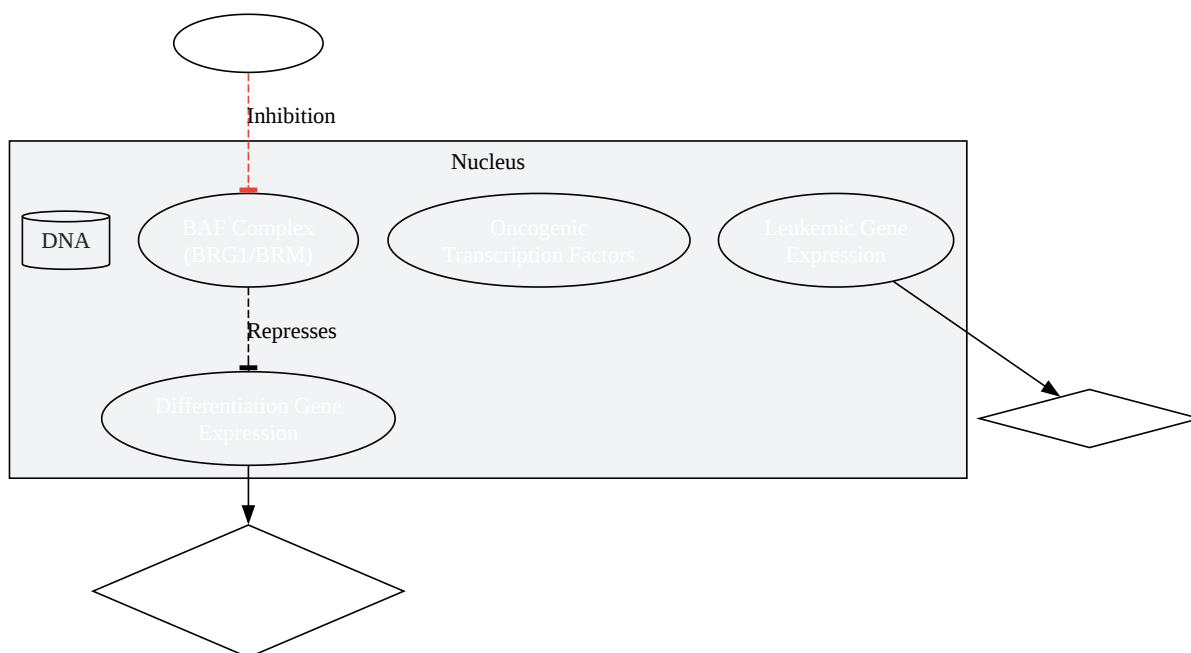 Inhibition
Nucleus
DNA
BAF Complex
(BRG1/BRM)
Oncogenic
Transcription Factors
Leukemic Gene
Expression
Represses
Differentiation Gene
Expression